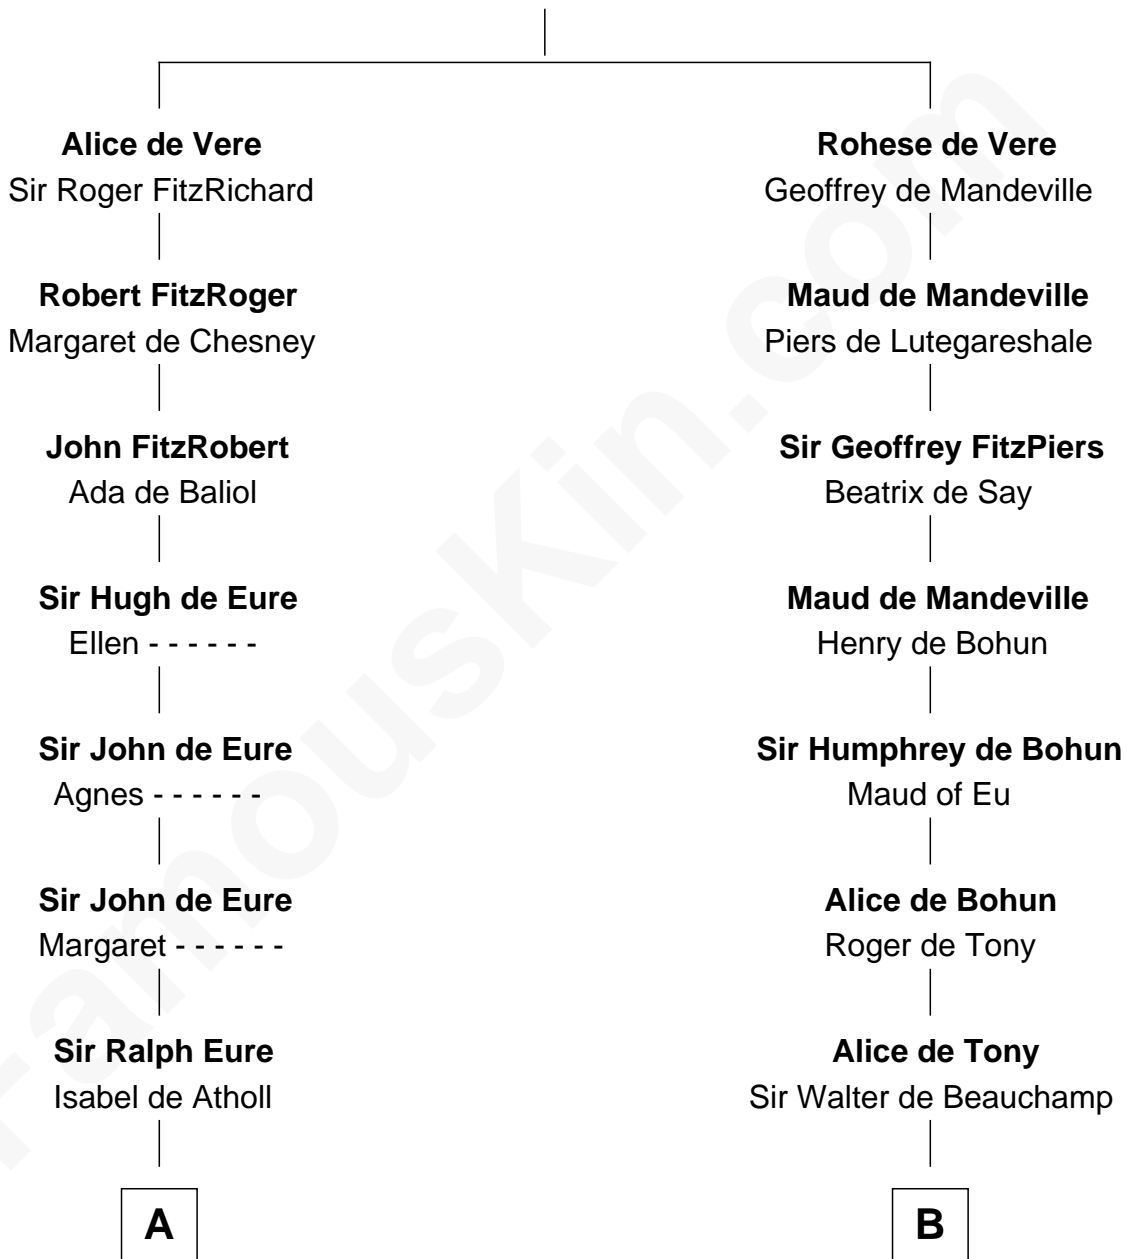 Alice de Vere
Sir Roger FitzRichard
Robert FitzRoger
Margaret de Chesney
John FitzRobert
Ada de Baliol
Sir Hugh de Eure
Ellen - - - - - -
Sir John de Eure
Agnes - - - - - -
Sir John de Eure
Margaret - - - - - -
Sir Ralph Eure
Isabel de Atholl
A
Rohese de Vere
Geoffrey de Mandeville
Maud de Mandeville
Piers de Lutegareshale
Sir Geoffrey FitzPiers
Beatrix de Say
Maud de Mandeville
Henry de Bohun
Sir Humphrey de Bohun
Maud of Eu
Alice de Bohun
Roger de Tony
Alice de Tony
Sir Walter de Beauchamp
B
FamousKin.com